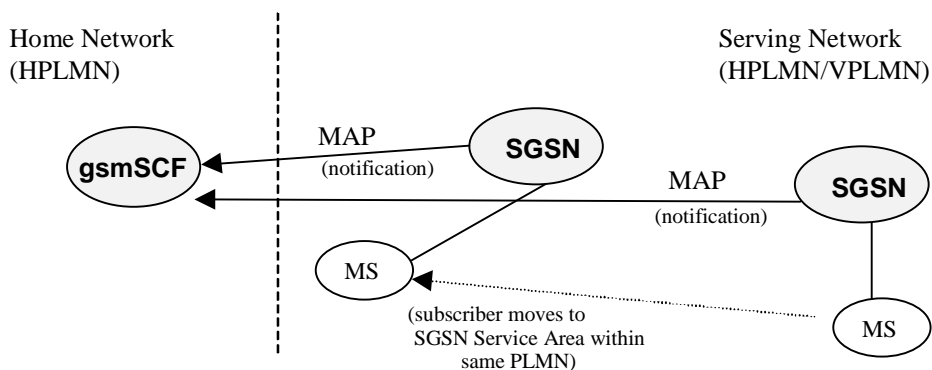 Home Network
(HPLMN)
Serving Network
(HPLMN/VPLMN)
gsmSCF
MAP
(notification)
SGSN
MAP
(notification)
SGSN
MS
(subscriber moves to
SGSN Service Area within
same PLMN)
MS